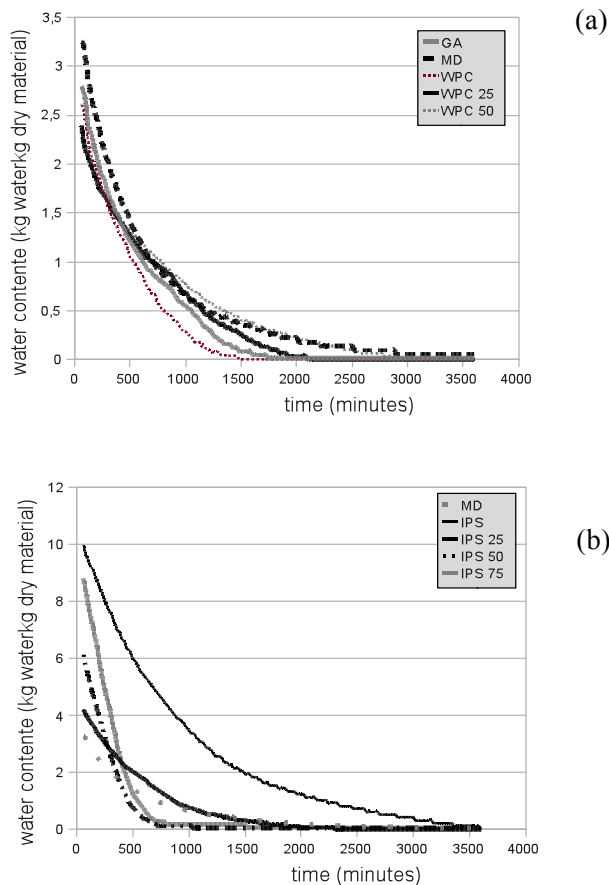 (a)
3,5
3
2,5
2
1,5
1
0,5
0
water contente (kg waterkg dry material)
GA
MD
WPC
WPC 25
WPC 50
0 500 1000 1500 2000 2500 3000 3500 4000
time (minutes)
(b)
12
10
8
6
4
2
0
water contente (kg waterkg dry material)
MD
IPS
IPS 25
IPS 50
IPS 75
0 500 1000 1500 2000 2500 3000 3500 4000
time (minutes)